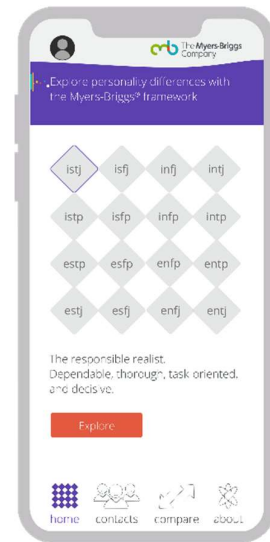 The Myers-Briggs
Company
Explore personality differences with
the Myers-Briggs® framework
istj isfj infj intj
istp isfp infp intp
estp esfp enfp entp
estj esfj enfj entj
The responsible realist.
Dependable, thorough, task oriented,
and decisive.
Explore
home contacts compare about